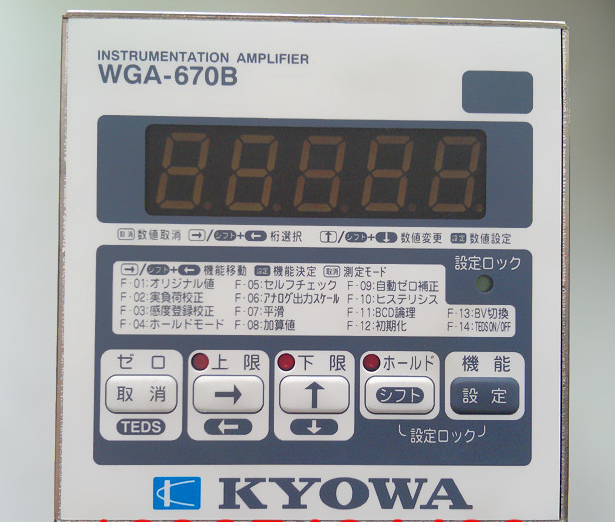 INSTRUMENTATION AMPLIFIER
WGA-670B
取消 数値取消 →/シフト+← 桁選択 ↑/シフト+↓ 数値変更 設定 数値設定
→/シフト+← 機能移動 設定 機能決定 取消 測定モード
設定ロック
F-01:オリジナル値 F-05:セルフチェック F-09:自動ゼロ補正
F-02:実負荷校正 F-06:アナログ出力スケール F-10:ヒステリシス
F-03:感度登録校正 F-07:平滑 F-11:BCD論理 F-13:BV切換
F-04:ホールドモード F-08:加算値 F-12:初期化 F-14:TEDS ON/OFF
ゼロ 上限 下限 ホールド 機能
取消 → ↑ シフト 設定
TEDS ← ↓ 設定ロック
KYOWA